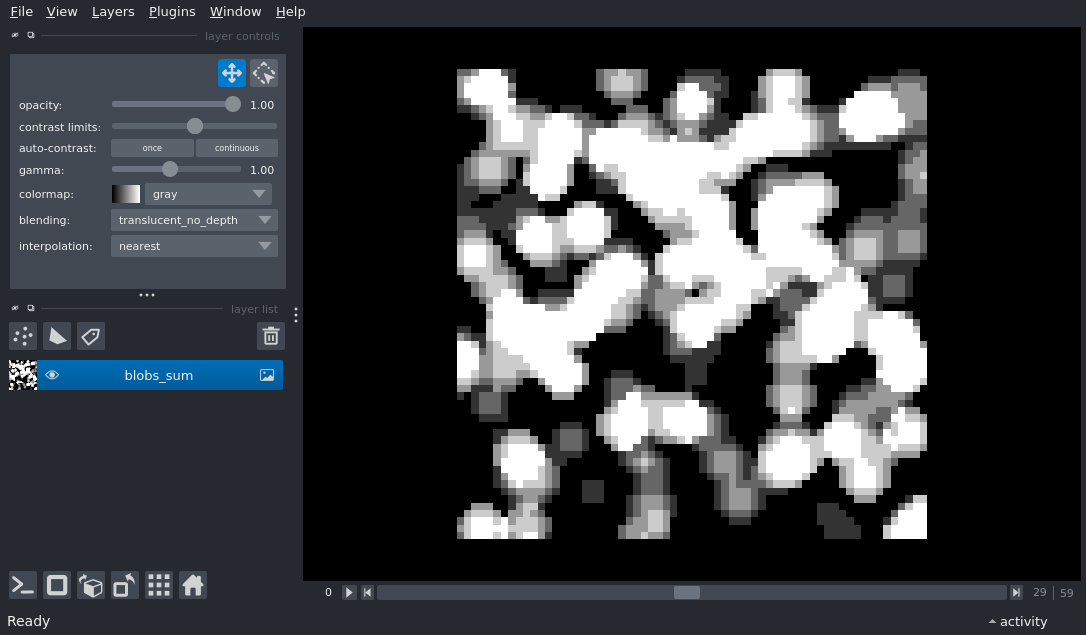 File View Layers Plugins Window Help
layer controls
opacity: 1.00
contrast limits:
auto-contrast: once continuous
gamma: 1.00
colormap: gray
blending: translucent_no_depth
interpolation: nearest
layer list
blobs_sum
0 29 59
Ready activity